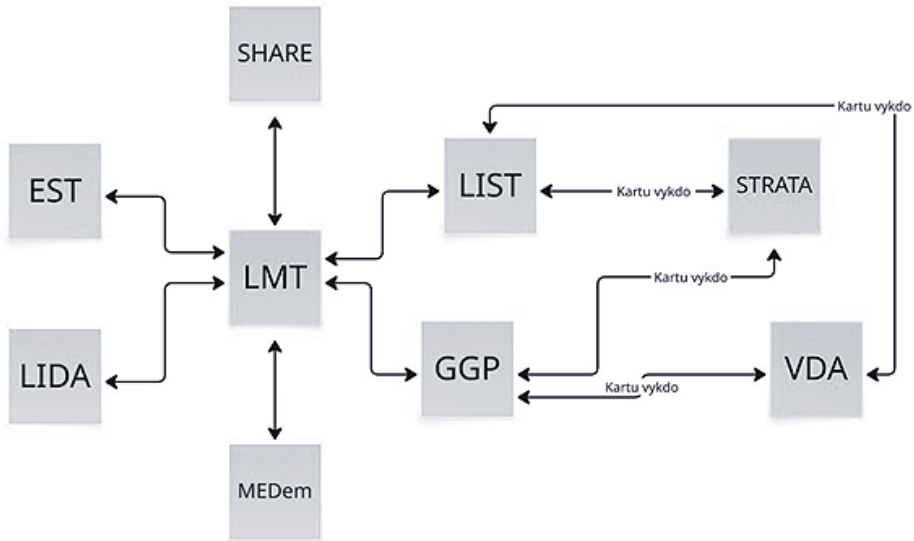 SHARE
Kartu vykdo
EST
LIST
Kartu vykdo
STRATA
LMT
Kartu vykdo
LIDA
GGP
Kartu vykdo
VDA
MEDem